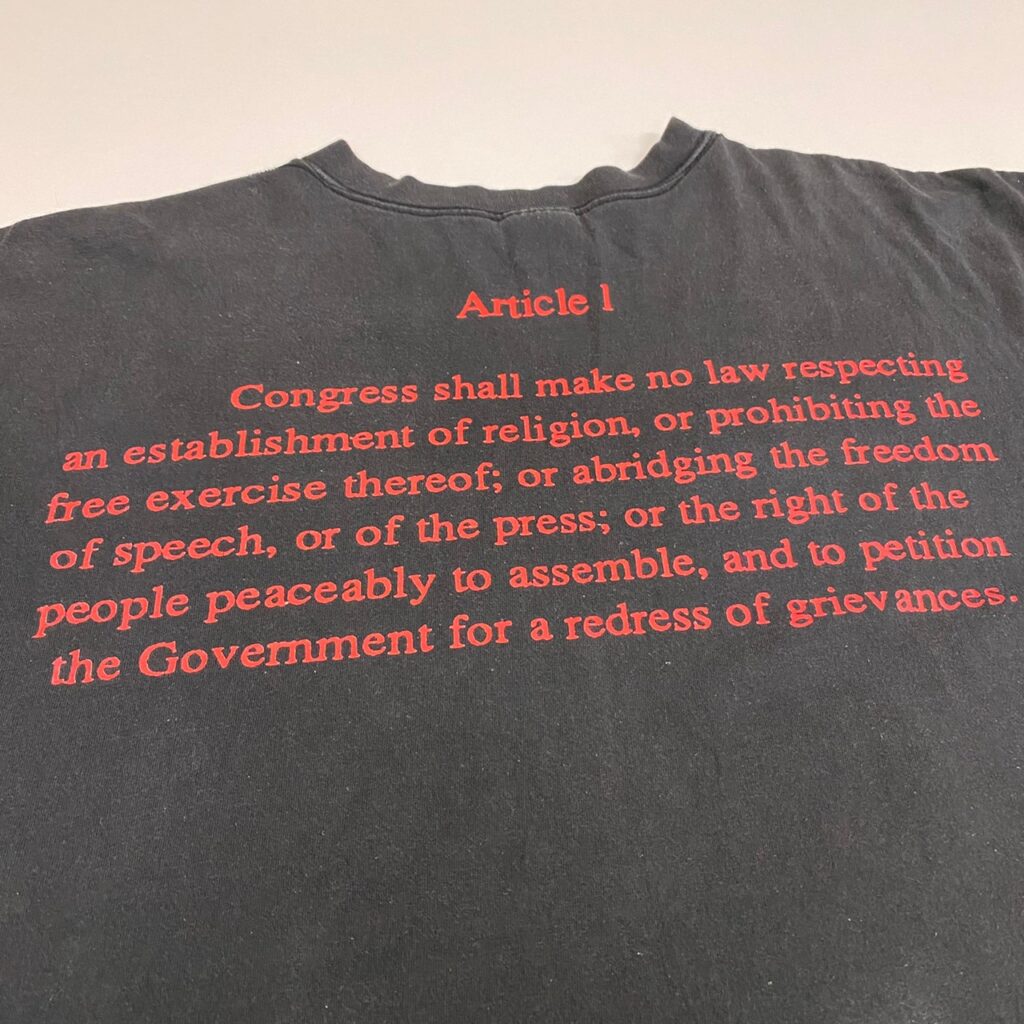 Article 1
Congress shall make no law respecting
an establishment of religion, or prohibiting the
free exercise thereof; or abridging the freedom
of speech, or of the press; or the right of the
people peaceably to assemble, and to petition
the Government for a redress of grievances.